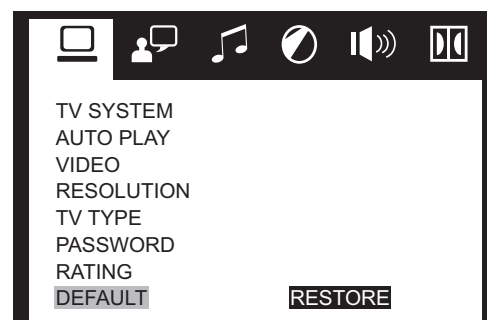 TV SYSTEM
AUTO PLAY
VIDEO
RESOLUTION
TV TYPE
PASSWORD
RATING
DEFAULT RESTORE